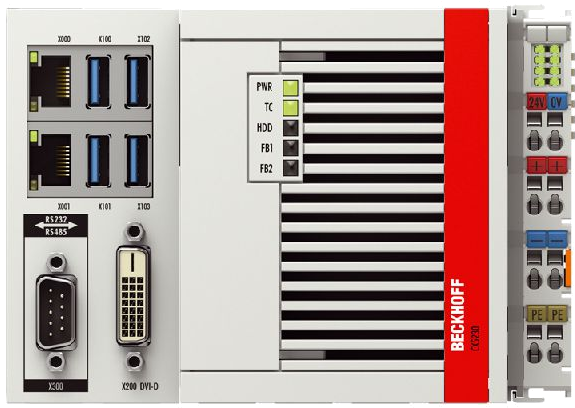 X000 X100 X102
X001 X101 X103
RS232
RS485
X300
X200 DVI-D
PWR
TC
HDD
FB1
FB2
BECKHOFF
24V 0V
+ +
− −
PE PE